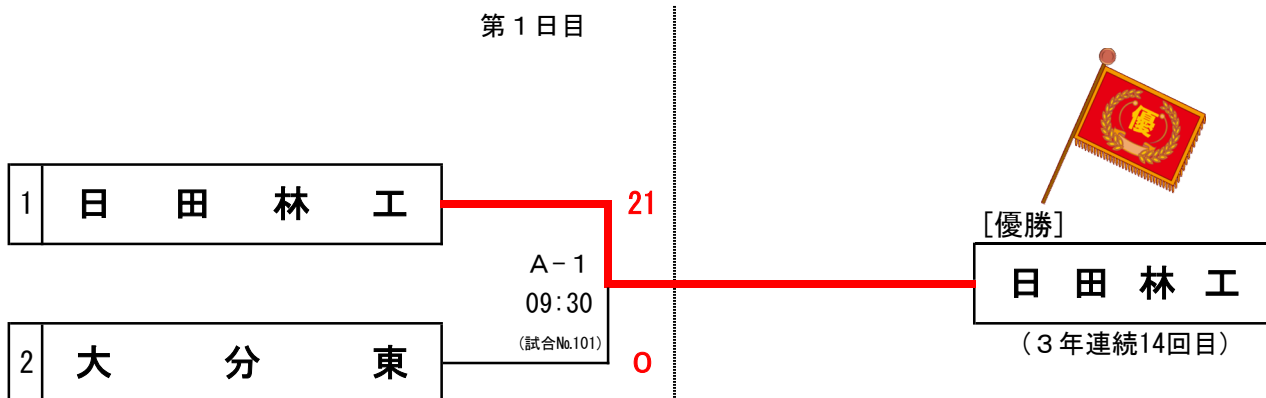 第１日目
優
1 日田林工
21
Ａ－１
09:30
(試合No.101)
2 大分東
0
[優勝]
日田林工
(３年連続14回目)